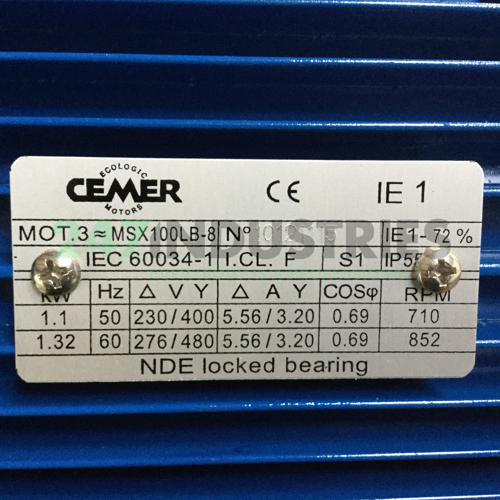 ECOLOGIC
CEMER
MOTORS
CE IE 1
MOT.3 ≈ MSX100LB-8 Nº IE1-72%
IEC 60034-1 I.CL. F S1 IP55
kW Hz Δ V Y Δ A Y COSφ RPM
1.1 50 230/400 5.56/3.20 0.69 710
1.32 60 276/480 5.56/3.20 0.69 852
NDE locked bearing
INDUSTRIES